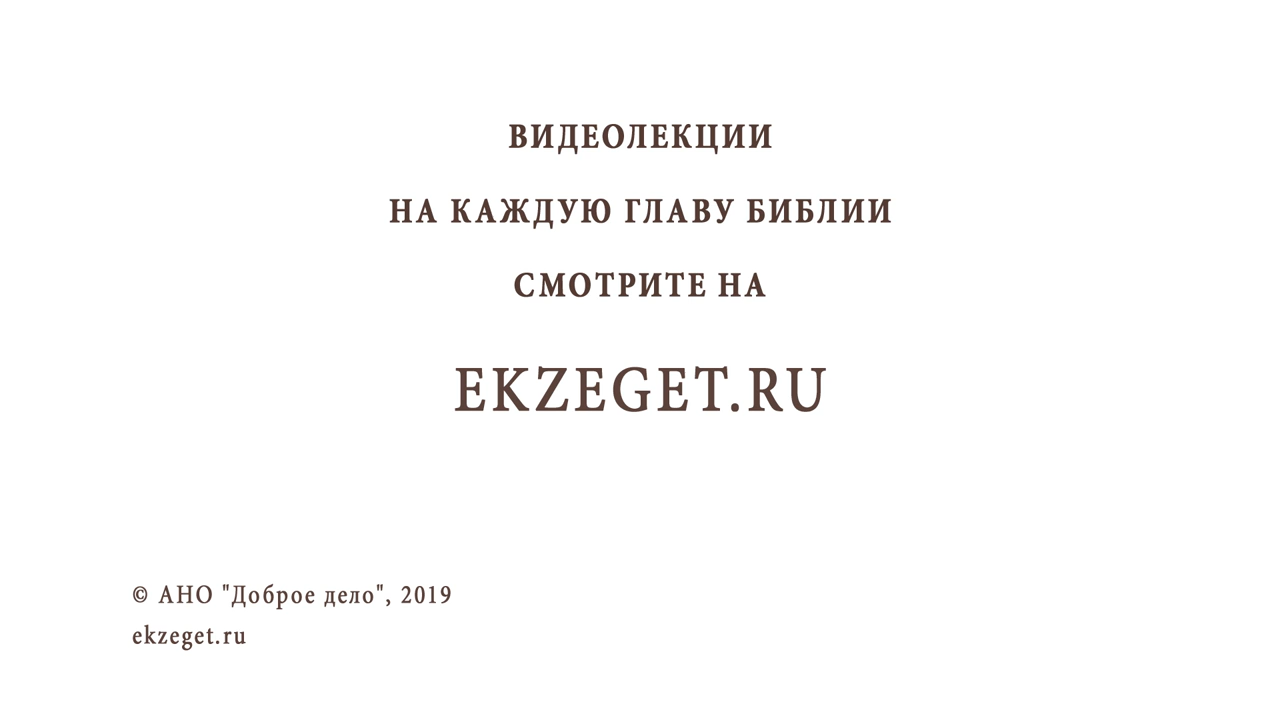 ВИДЕОЛЕКЦИИ
НА КАЖДУЮ ГЛАВУ БИБЛИИ
СМОТРИТЕ НА
EKZEGET.RU
© АНО "Доброе дело", 2019
ekzeget.ru